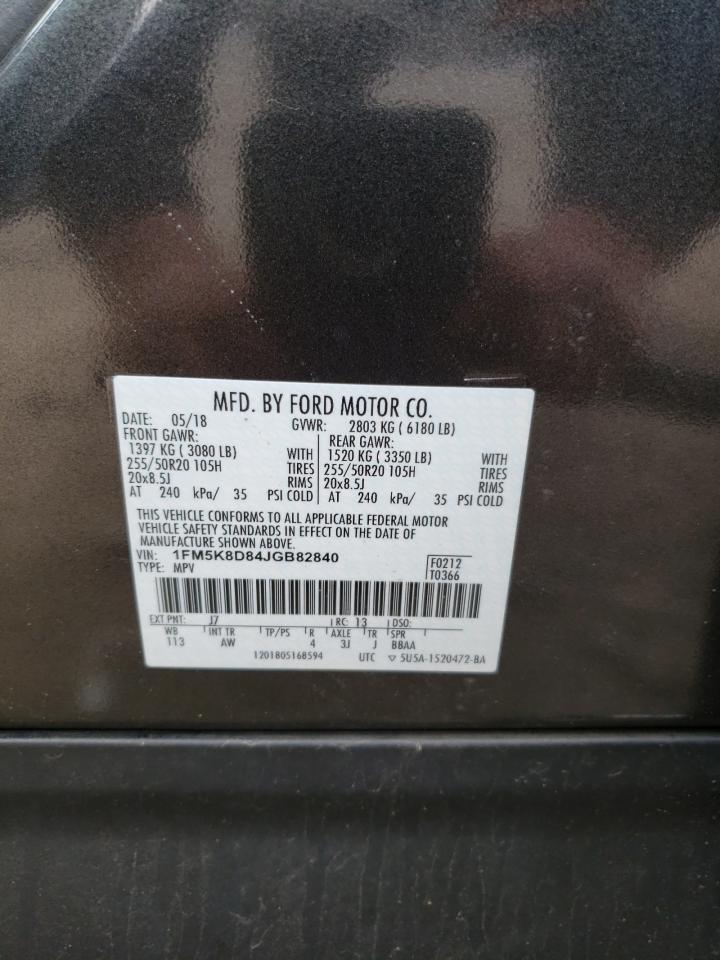 MFD. BY FORD MOTOR CO.
DATE: 05/18 GVWR: 2803 KG ( 6180 LB)
FRONT GAWR: REAR GAWR:
1397 KG ( 3080 LB) WITH 1520 KG ( 3350 LB) WITH
255/50R20 105H TIRES 255/50R20 105H TIRES
20x8.5J RIMS 20x8.5J RIMS
AT 240 kPa/ 35 PSI COLD AT 240 kPa/ 35 PSI COLD
THIS VEHICLE CONFORMS TO ALL APPLICABLE FEDERAL MOTOR
VEHICLE SAFETY STANDARDS IN EFFECT ON THE DATE OF
MANUFACTURE SHOWN ABOVE.
VIN: 1FM5K8D84JGB82840 F0212
TYPE: MPV T0366
EXT PNT: J7 RC: 13 DSO:
WB INT TR TP/PS R AXLE TR SPR
113 AW 4 3J J BBAA
1201805168594 UTC ▽ 5U5A-1520472-BA